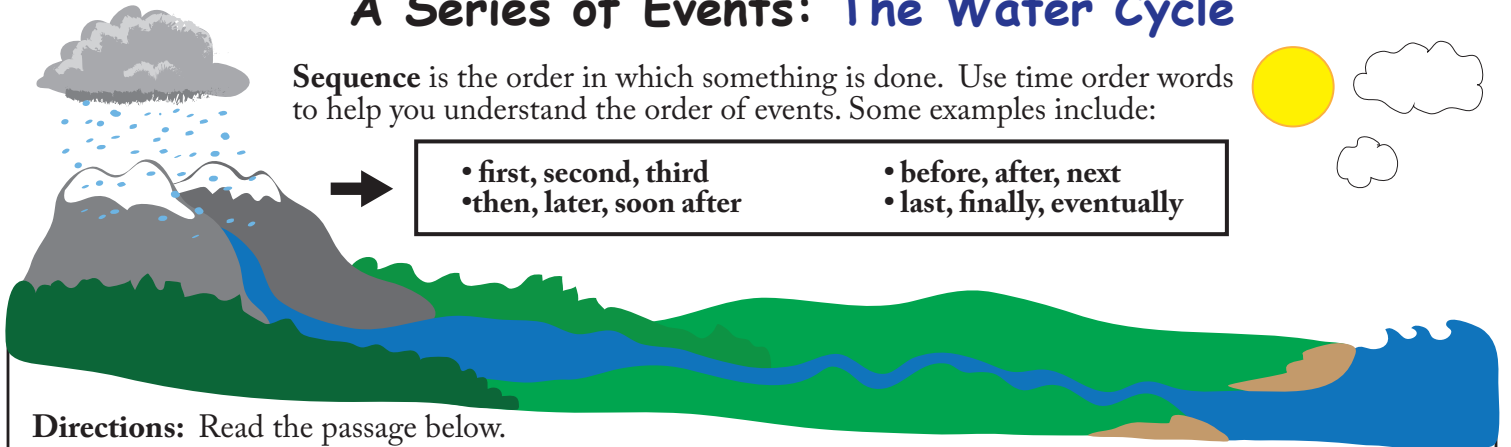 A Series of Events: The Water Cycle
Sequence is the order in which something is done. Use time order words
to help you understand the order of events. Some examples include:
• first, second, third
•then, later, soon after
• before, after, next
• last, finally, eventually
Directions: Read the passage below.